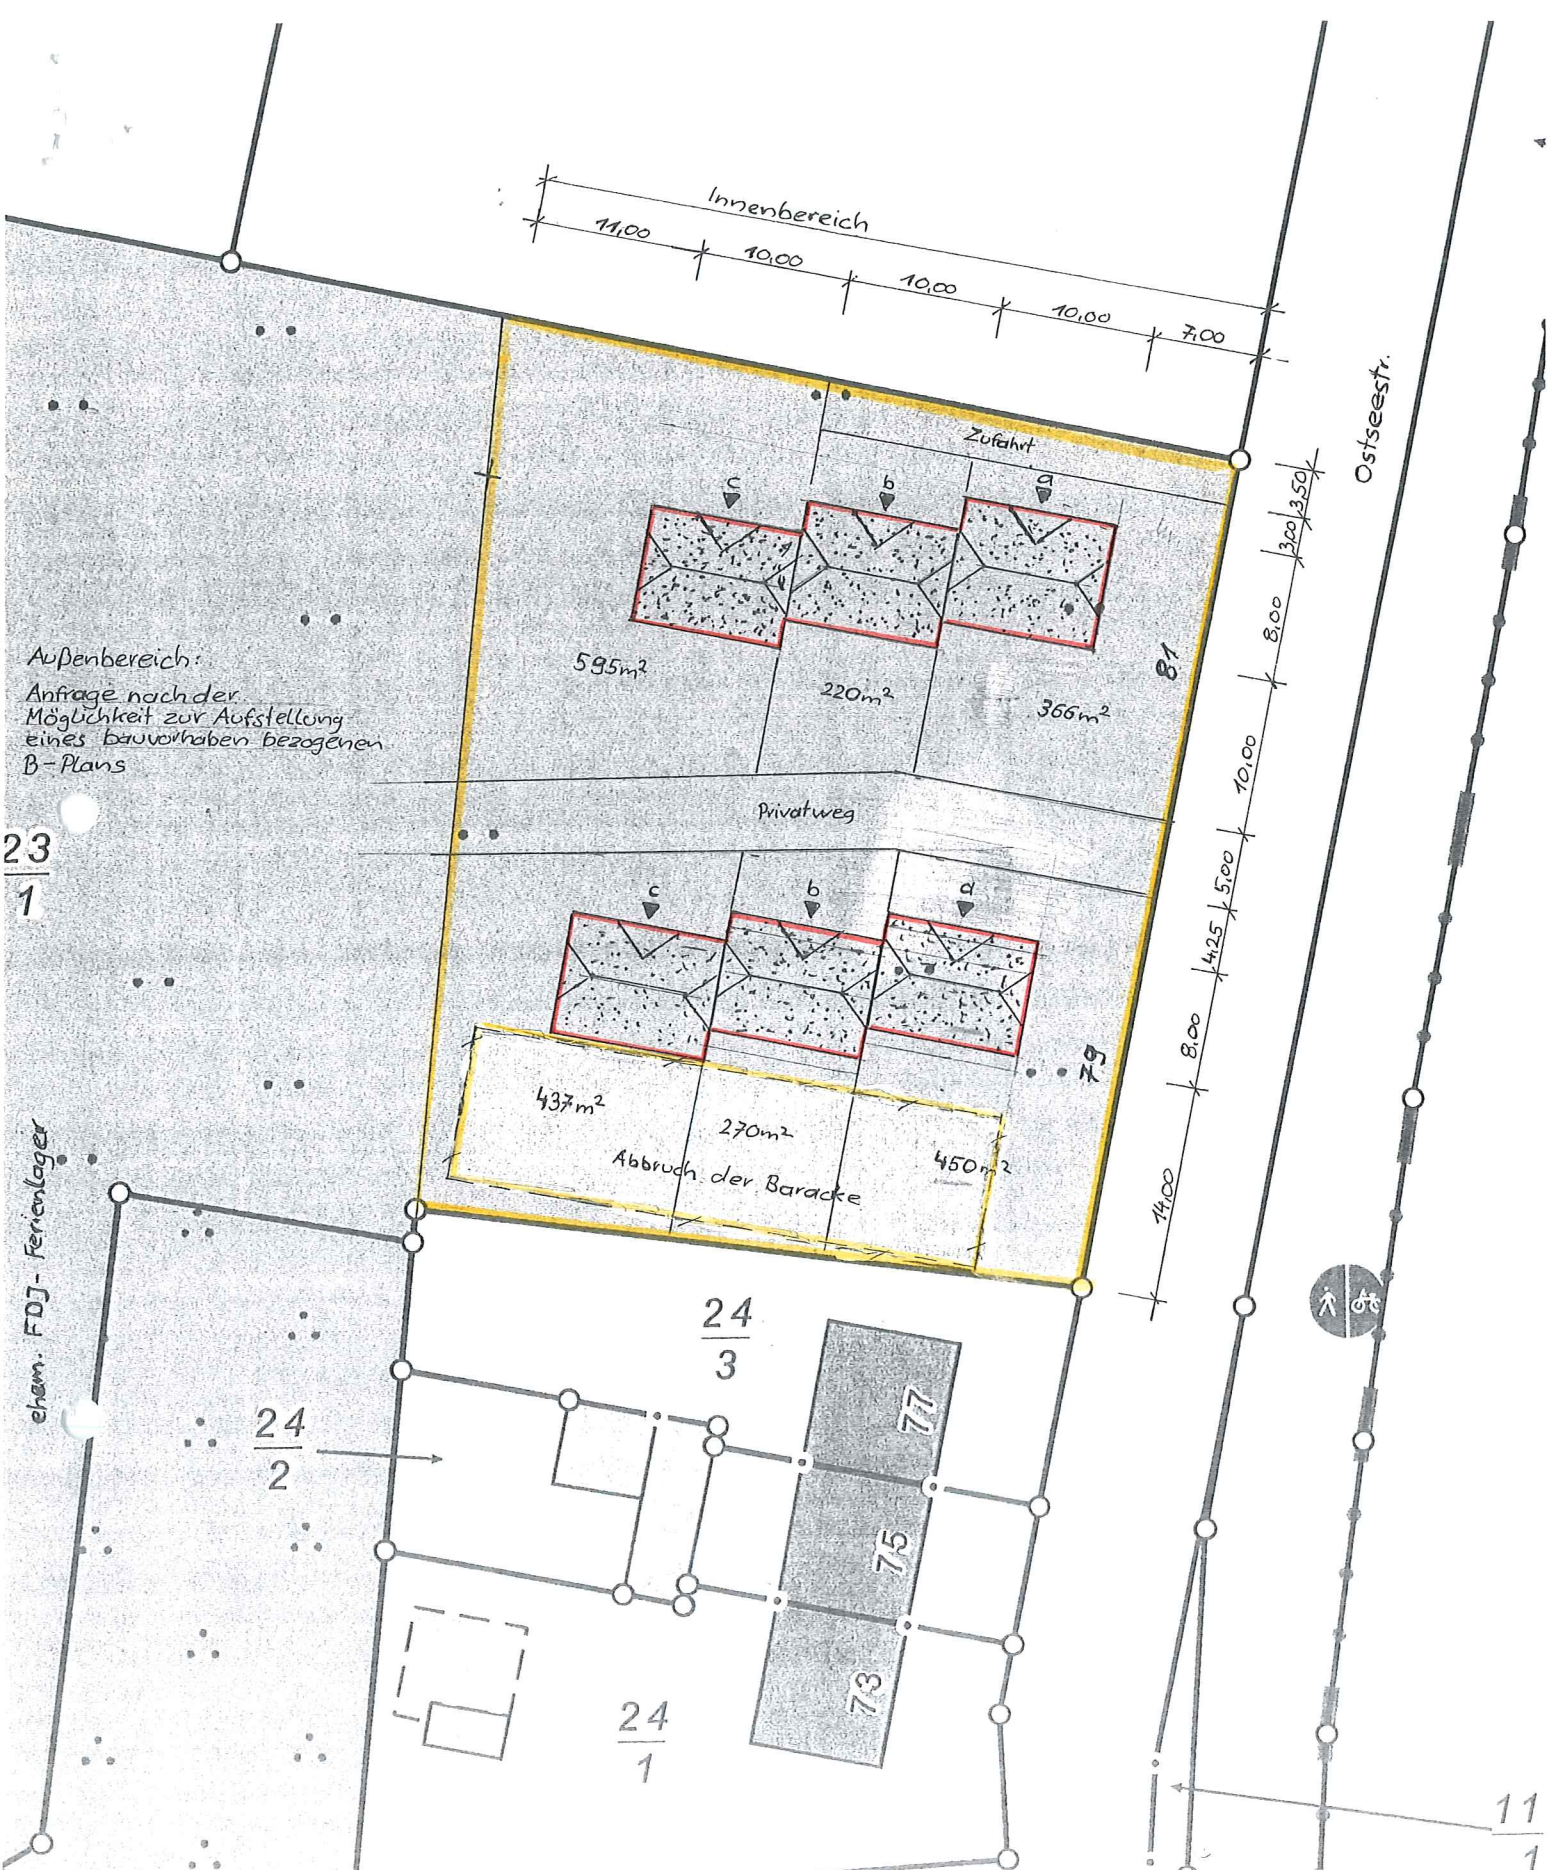 Innenbereich
11,00
10,00
10,00
10,00
7,00
Ostseestr.
Zufahrt
3,50
3,00
8,00
10,00
5,00
4,25
8,00
14,00
c
b
a
595m²
220m²
366m²
81
Außenbereich:
Anfrage nach der
Möglichkeit zur Aufstellung
eines bauvorhaben bezogenen
B-Plans
Privatweg
23
1
c
b
a
79
437m²
270m²
450m²
Abbruch der Baracke
ehem. FDJ-Ferienlager
24
3
77
24
2
75
73
24
1
11
1